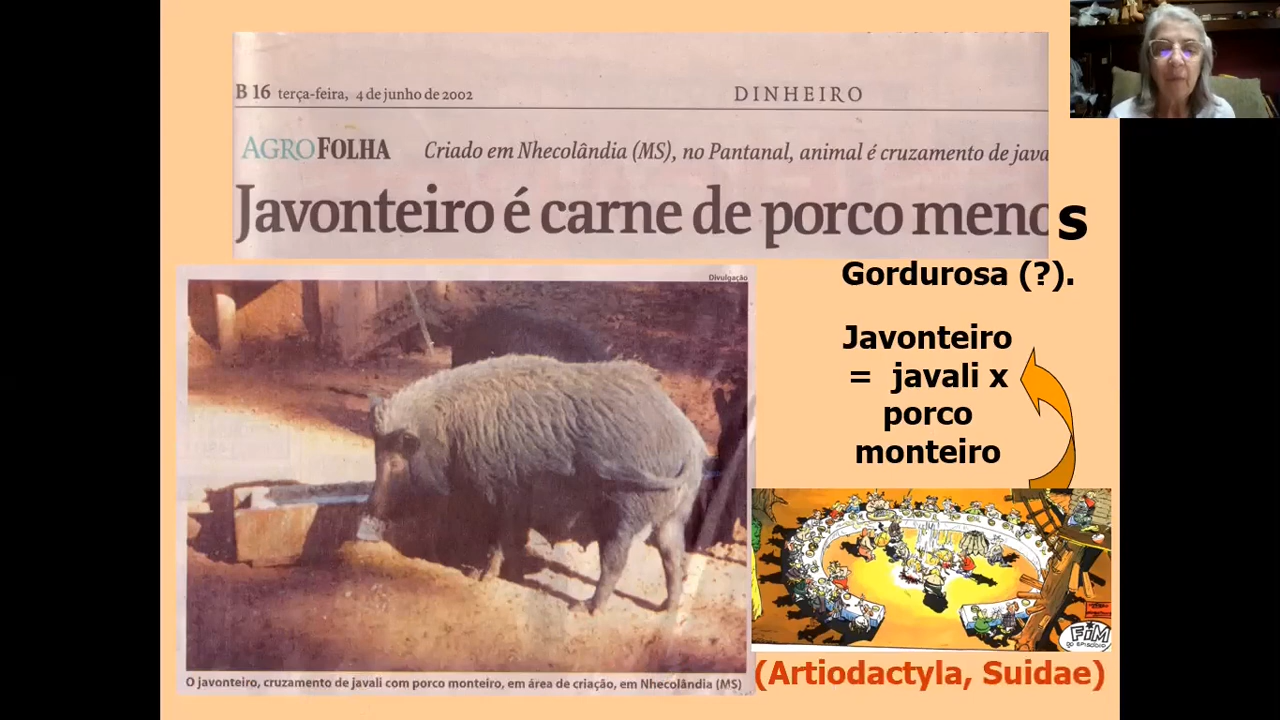 B 16 terça-feira, 4 de junho de 2002
DINHEIRO
AGROFOLHA
Criado em Nhecolândia (MS), no Pantanal, animal é cruzamento de java
Javonteiro é carne de porco menos
Gordurosa (?).
Divulgação
Javonteiro
= javali x
porco
monteiro
FiM
DO EPISÓDIO
O javonteiro, cruzamento de javali com porco monteiro, em área de criação, em Nhecolândia (MS)
(Artiodactyla, Suidae)